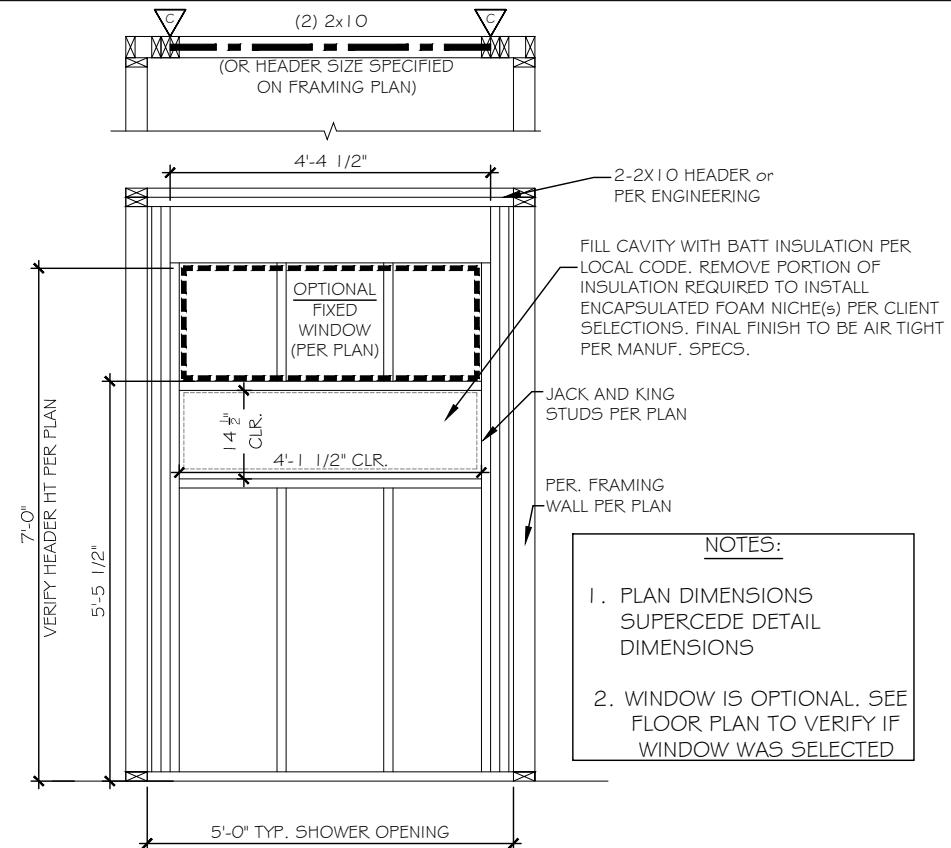 C
(2) 2x10
C
(OR HEADER SIZE SPECIFIED
ON FRAMING PLAN)
4'-4 1/2"
2-2X10 HEADER or
PER ENGINEERING
FILL CAVITY WITH BATT INSULATION PER
LOCAL CODE. REMOVE PORTION OF
INSULATION REQUIRED TO INSTALL
ENCAPSULATED FOAM NICHE(s) PER CLIENT
SELECTIONS. FINAL FINISH TO BE AIR TIGHT
PER MANUF. SPECS.
OPTIONAL
FIXED
WINDOW
(PER PLAN)
JACK AND KING
STUDS PER PLAN
14 1/2"
CLR.
4'-1 1/2" CLR.
7'-0"
VERIFY HEADER HT PER PLAN
5'-5 1/2"
PER. FRAMING
WALL PER PLAN
NOTES:
1. PLAN DIMENSIONS
SUPERCEDE DETAIL
DIMENSIONS
2. WINDOW IS OPTIONAL. SEE
FLOOR PLAN TO VERIFY IF
WINDOW WAS SELECTED
5'-0" TYP. SHOWER OPENING